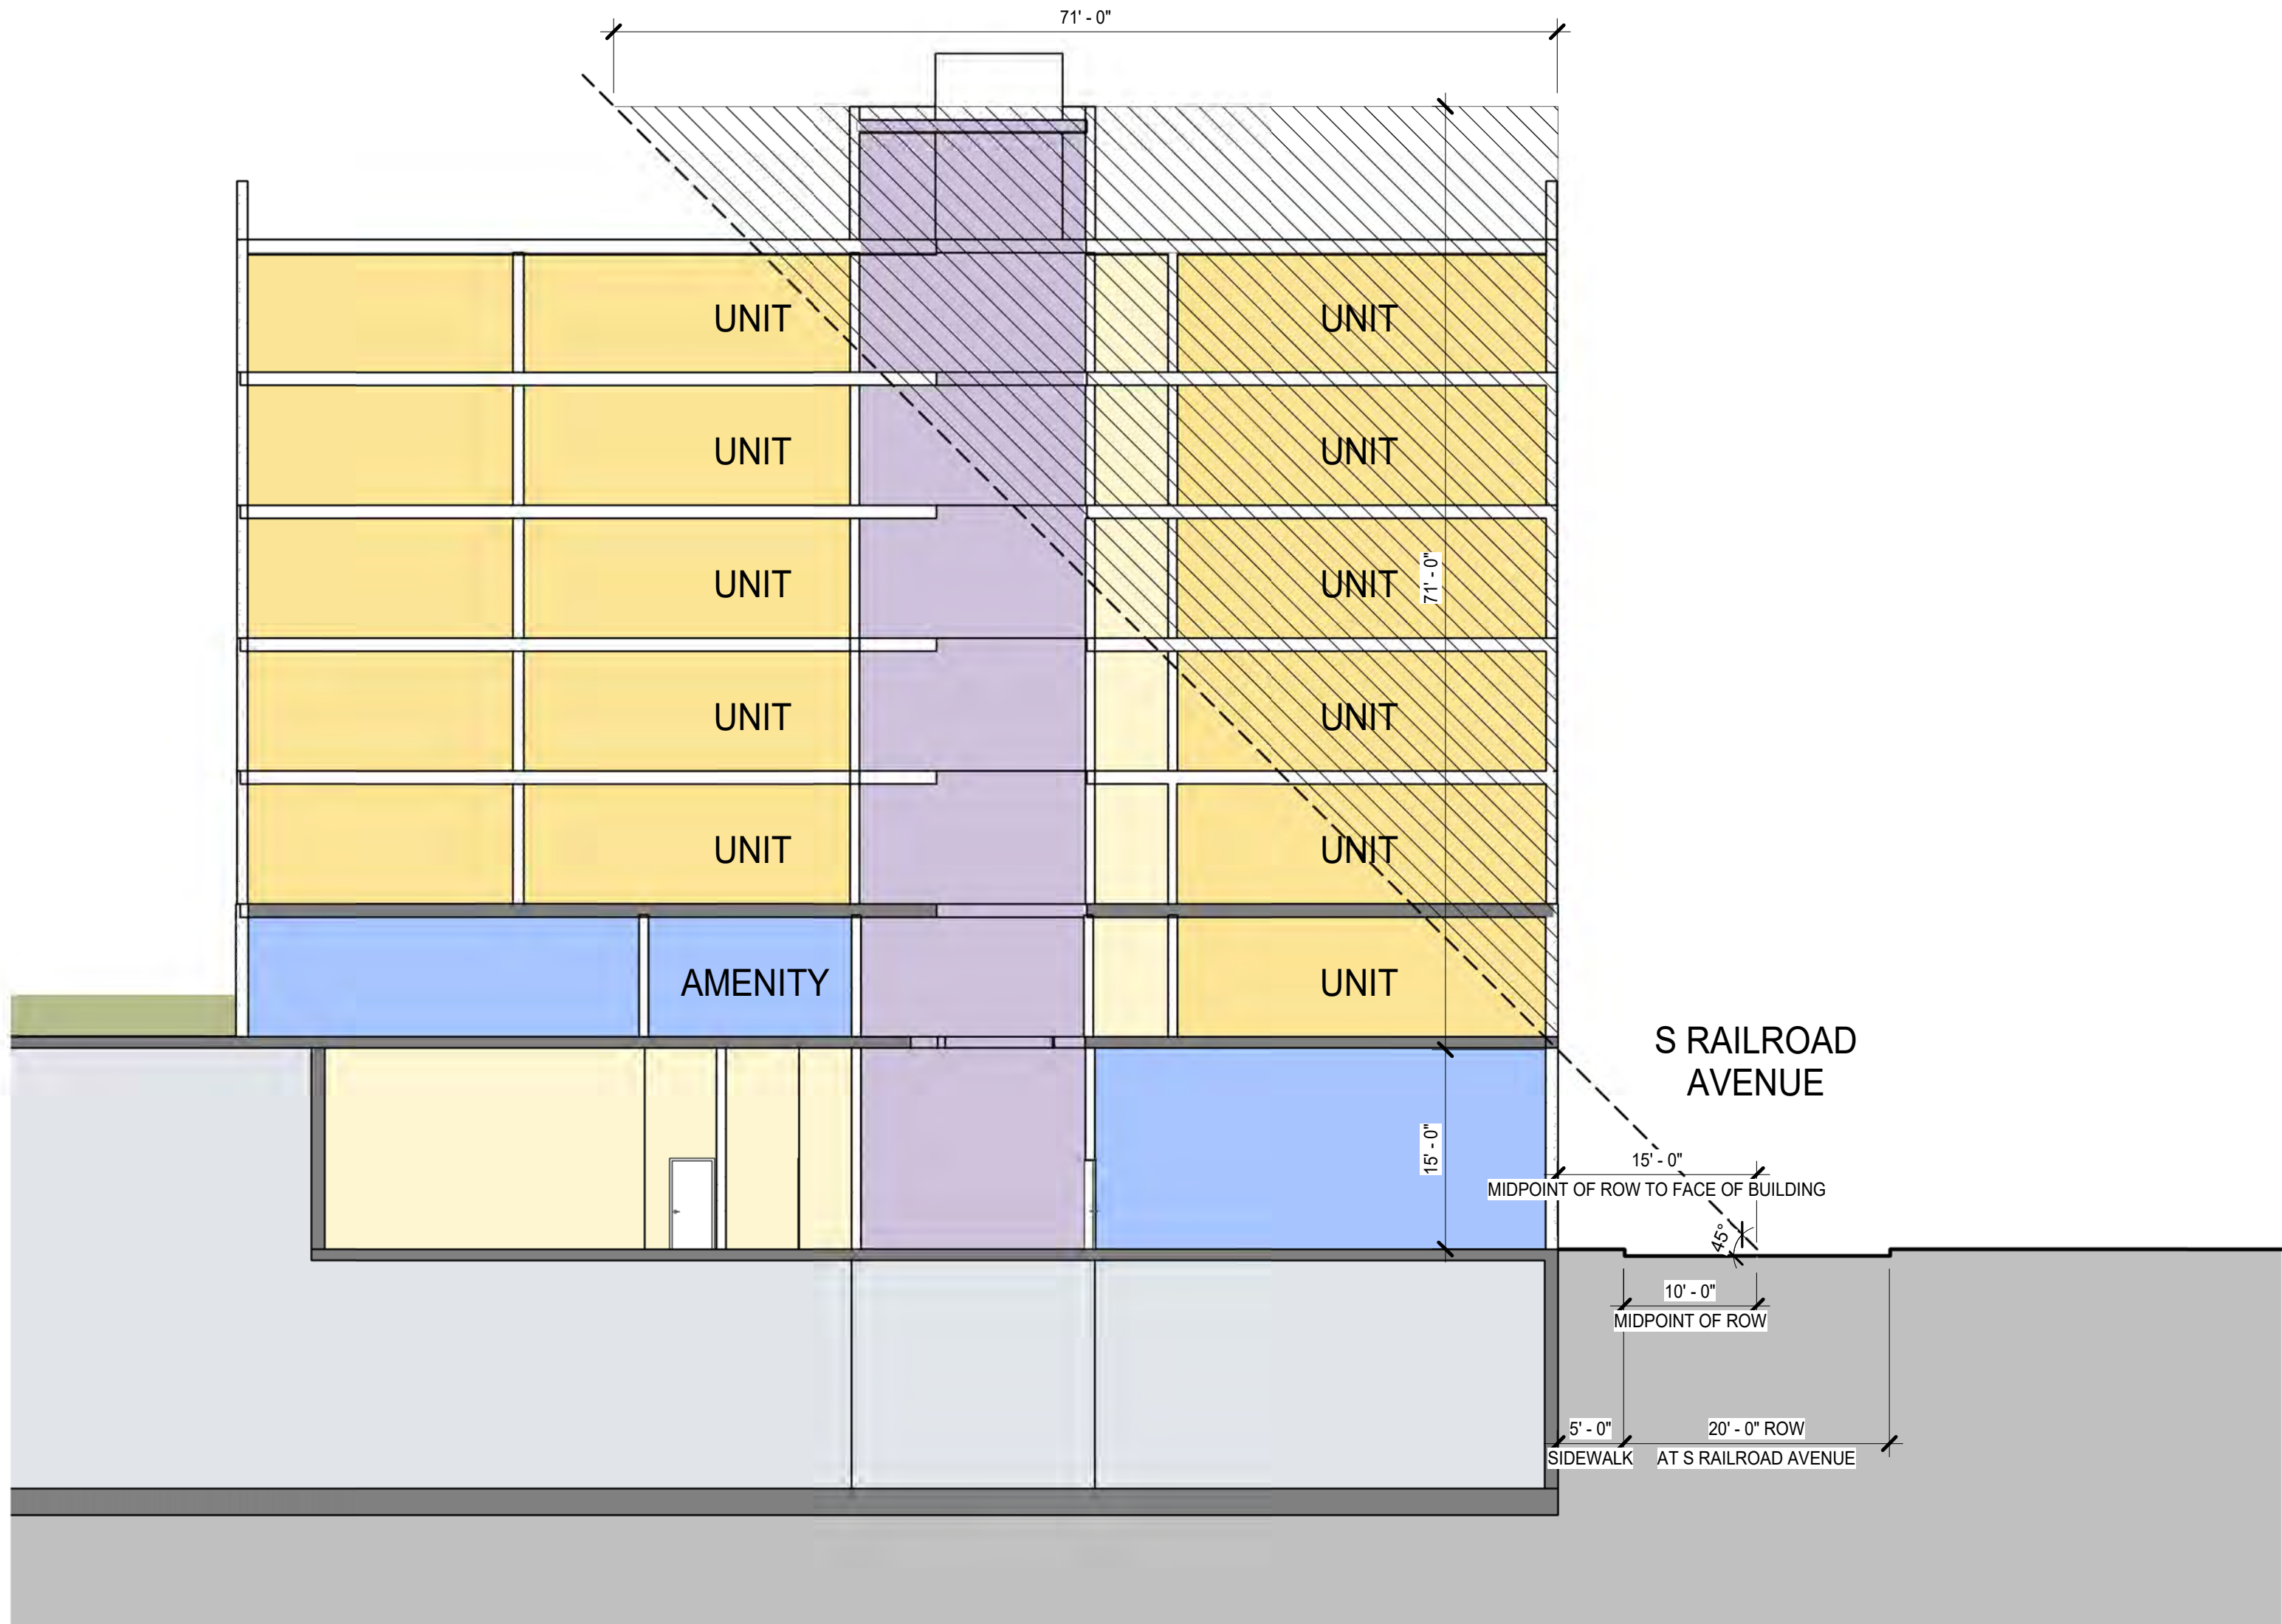 71' - 0"
UNIT
UNIT
UNIT
UNIT
UNIT
UNIT
71' - 0"
UNIT
UNIT
UNIT
UNIT
AMENITY
UNIT
S RAILROAD
AVENUE
15' - 0"
15' - 0"
MIDPOINT OF ROW TO FACE OF BUILDING
45°
10' - 0"
MIDPOINT OF ROW
5' - 0"
SIDEWALK
20' - 0" ROW
AT S RAILROAD AVENUE